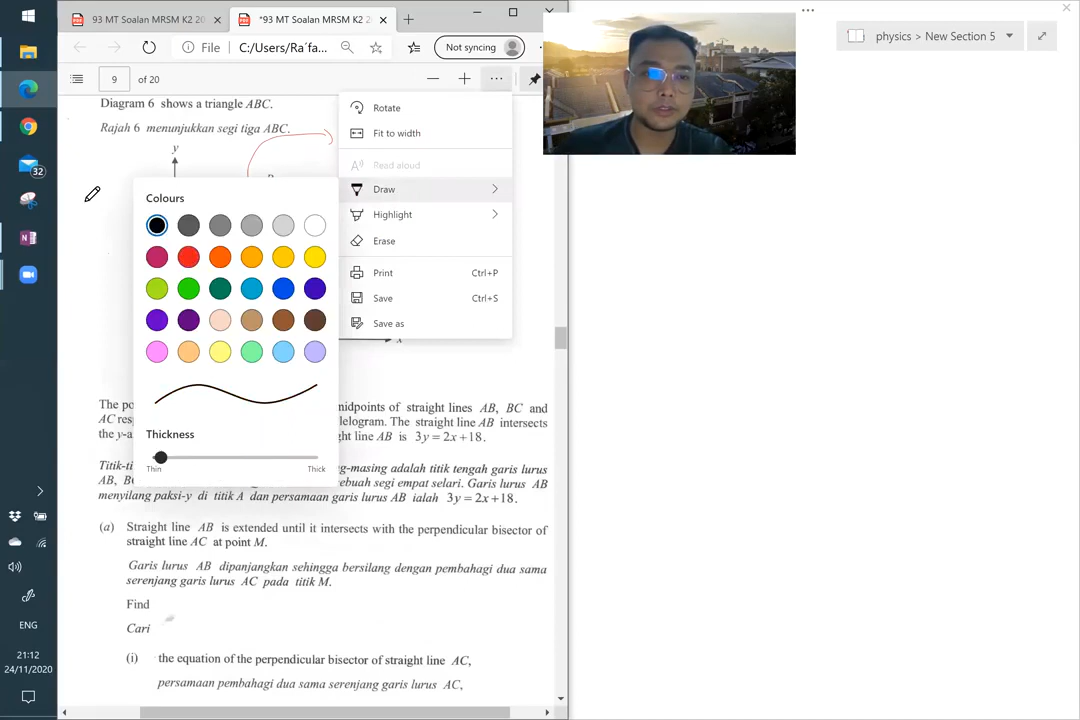 93 MT Soalan MRSM K2 20
*93 MT Soalan MRSM K2 2
File
C:/Users/Ra´fa...
Not syncing
physics > New Section 5
9
of 20
Diagram 6 shows a triangle ABC.
Rajah 6 menunjukkan segi tiga ABC.
y
Rotate
Fit to width
Read aloud
Draw
Highlight
Erase
Print Ctrl+P
Save Ctrl+S
Save as
Colours
Thickness
Thin
Thick
x
The po
midpoints of straight lines AB, BC and
AC resp
lelogram. The straight line AB intersects
the y-a
ght line AB is 3y = 2x+18.
Titik-ti
g-masing adalah titik tengah garis lurus
AB, B
ebuah segi empat selari. Garis lurus AB
menyilang paksi-y di titik A dan persamaan garis lurus AB ialah 3y = 2x+18.
(a) Straight line AB is extended until it intersects with the perpendicular bisector of
straight line AC at point M.
Garis lurus AB dipanjangkan sehingga bersilang dengan pembahagi dua sama
serenjang garis lurus AC pada titik M.
Find
Cari
(i) the equation of the perpendicular bisector of straight line AC,
persamaan pembahagi dua sama serenjang garis lurus AC,
32
ENG
21:12
24/11/2020